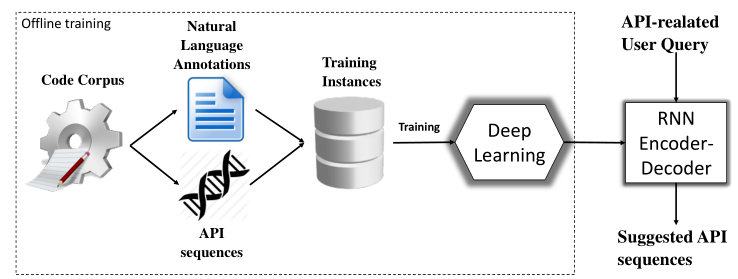 Offline training
Code Corpus
Natural
Language
Annotations
API
sequences
Training
Instances
Training
Deep
Learning
API-realated
User Query
RNN
Encoder-
Decoder
Suggested API
sequences